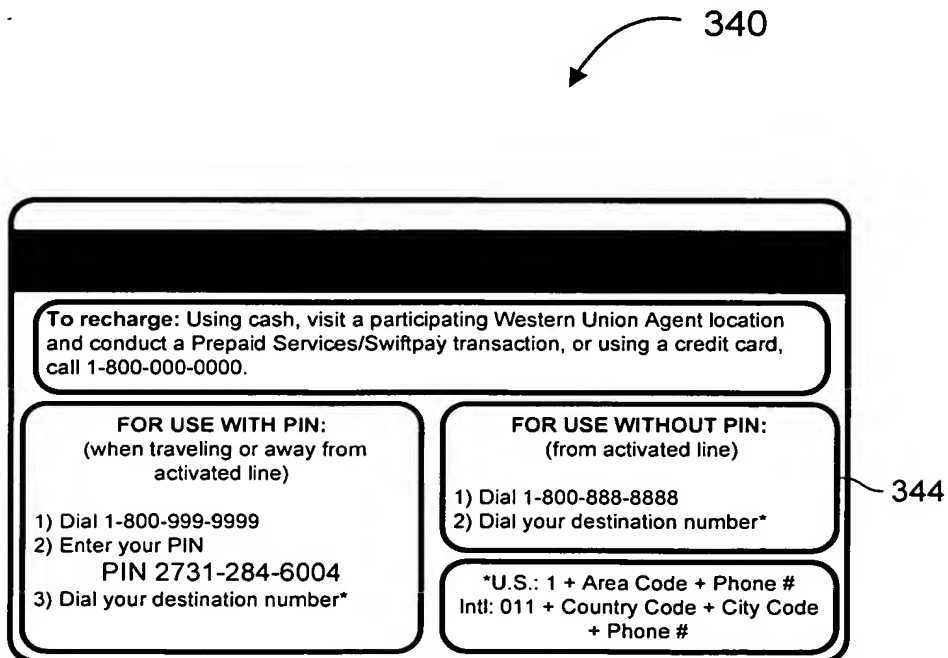 340
To recharge: Using cash, visit a participating Western Union Agent location
and conduct a Prepaid Services/Swiftpay transaction, or using a credit card,
call 1-800-000-0000.
FOR USE WITH PIN:
(when traveling or away from
activated line)
1) Dial 1-800-999-9999
2) Enter your PIN
PIN 2731-284-6004
3) Dial your destination number*
FOR USE WITHOUT PIN:
(from activated line)
1) Dial 1-800-888-8888
2) Dial your destination number*
344
*U.S.: 1 + Area Code + Phone #
Intl: 011 + Country Code + City Code
+ Phone #